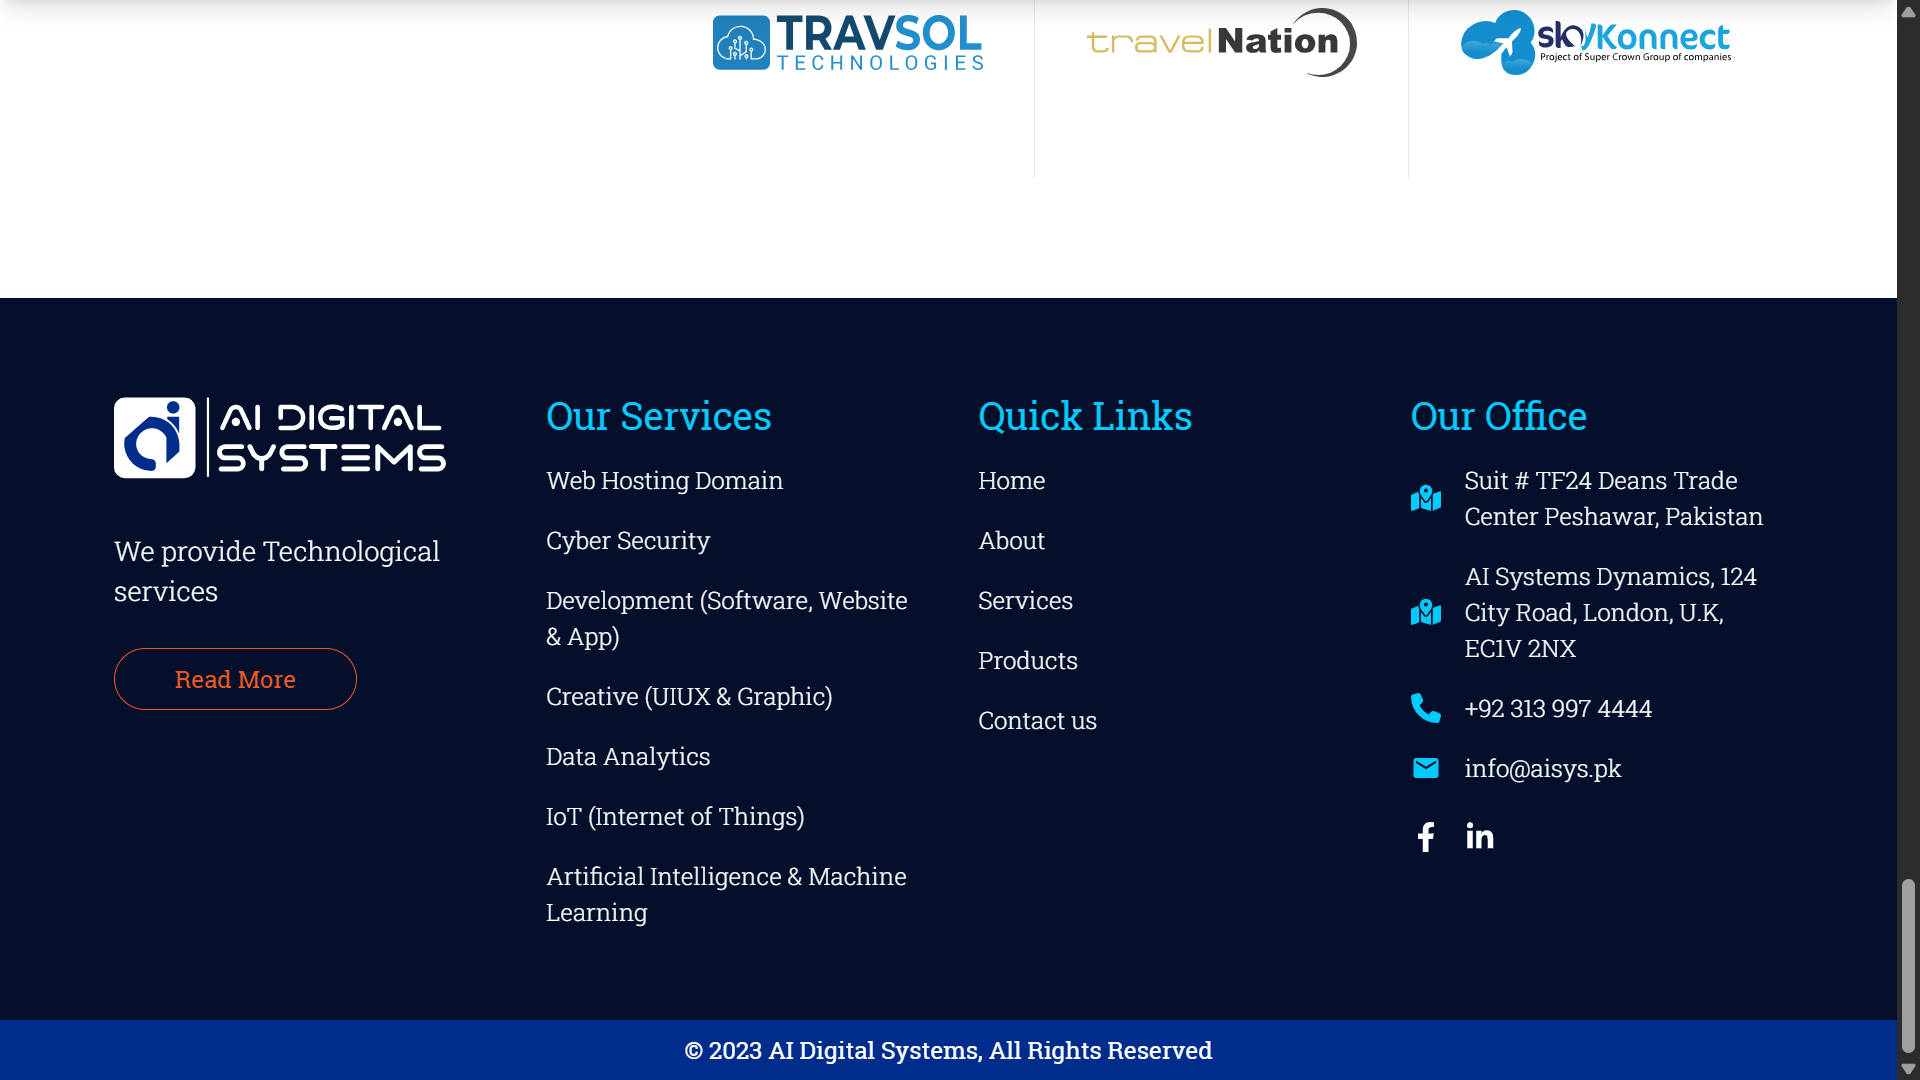 TRAVSOL
TECHNOLOGIES
travel Nation
skyKonnect
Project of Super Crown Group of companies
AI DIGITAL
SYSTEMS
We provide Technological
services
Read More
Our Services
Web Hosting Domain
Cyber Security
Development (Software, Website
& App)
Creative (UIUX & Graphic)
Data Analytics
IoT (Internet of Things)
Artificial Intelligence & Machine
Learning
Quick Links
Home
About
Services
Products
Contact us
Our Office
Suit # TF24 Deans Trade
Center Peshawar, Pakistan
AI Systems Dynamics, 124
City Road, London, U.K,
EC1V 2NX
+92 313 997 4444
info@aisys.pk
© 2023 AI Digital Systems, All Rights Reserved